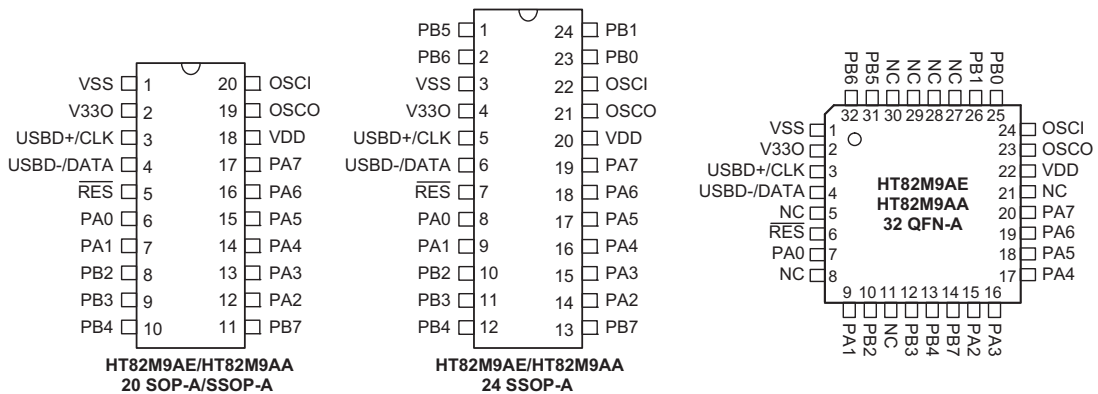 VSS 1 20 OSCI
V33O 2 19 OSCO
USBD+/CLK 3 18 VDD
USBD-/DATA 4 17 PA7
RES 5 16 PA6
PA0 6 15 PA5
PA1 7 14 PA4
PB2 8 13 PA3
PB3 9 12 PA2
PB4 10 11 PB7
HT82M9AE/HT82M9AA
20 SOP-A/SSOP-A
PB5 1 24 PB1
PB6 2 23 PB0
VSS 3 22 OSCI
V33O 4 21 OSCO
USBD+/CLK 5 20 VDD
USBD-/DATA 6 19 PA7
RES 7 18 PA6
PA0 8 17 PA5
PA1 9 16 PA4
PB2 10 15 PA3
PB3 11 14 PA2
PB4 12 13 PB7
HT82M9AE/HT82M9AA
24 SSOP-A
PB6 PB5 NC NC NC NC PB1 PB0
32 31 30 29 28 27 26 25
VSS 1 24 OSCI
V33O 2 23 OSCO
USBD+/CLK 3 22 VDD
USBD-/DATA 4 21 NC
NC 5 20 PA7
RES 6 19 PA6
PA0 7 18 PA5
NC 8 17 PA4
HT82M9AE
HT82M9AA
32 QFN-A
9 10 11 12 13 14 15 16
PA1 PB2 NC PB3 PB4 PB7 PA2 PA3